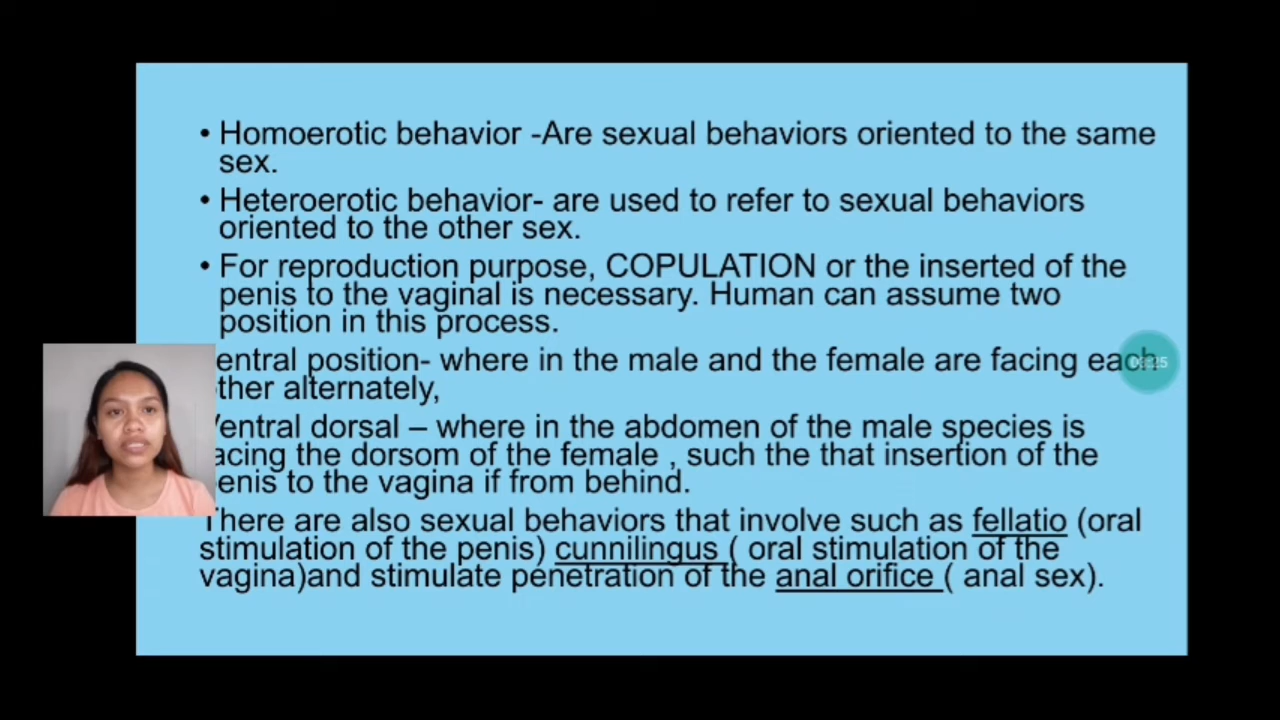 • Homoerotic behavior -Are sexual behaviors oriented to the same
sex.
• Heteroerotic behavior- are used to refer to sexual behaviors
oriented to the other sex.
• For reproduction purpose, COPULATION or the inserted of the
penis to the vaginal is necessary. Human can assume two
position in this process.
entral position- where in the male and the female are facing each
ther alternately,
Ventral dorsal – where in the abdomen of the male species is
acing the dorsom of the female , such the that insertion of the
enis to the vagina if from behind.
There are also sexual behaviors that involve such as fellatio (oral
stimulation of the penis) cunnilingus ( oral stimulation of the
vagina)and stimulate penetration of the anal orifice ( anal sex).